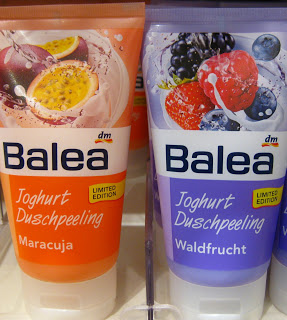 dm
Balea
Joghurt
Duschpeeling
LIMITED
EDITION
Maracuja
dm
Balea
Joghurt
Duschpeeling
LIMITED
EDITION
Waldfrucht